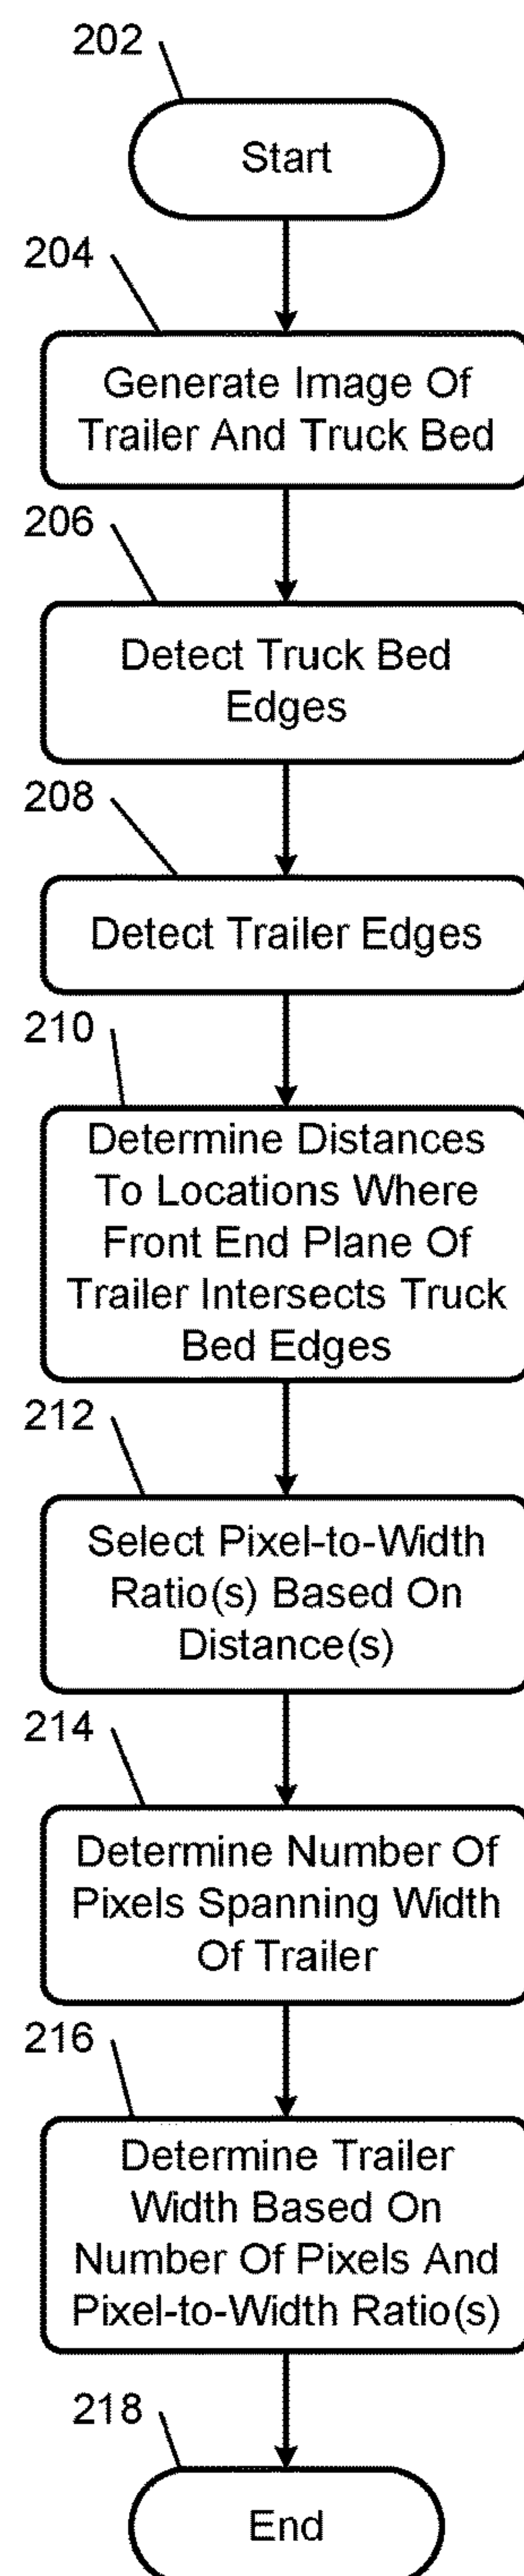 202
Start
204
Generate Image Of
Trailer And Truck Bed
206
Detect Truck Bed
Edges
208
Detect Trailer Edges
210
Determine Distances
To Locations Where
Front End Plane Of
Trailer Intersects Truck
Bed Edges
212
Select Pixel-to-Width
Ratio(s) Based On
Distance(s)
214
Determine Number Of
Pixels Spanning Width
Of Trailer
216
Determine Trailer
Width Based On
Number Of Pixels And
Pixel-to-Width Ratio(s)
218
End